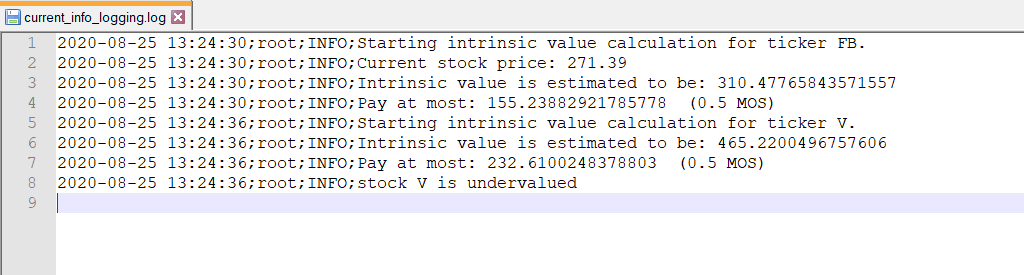 current_info_logging.log
1 2020-08-25 13:24:30;root;INFO;Starting intrinsic value calculation for ticker FB.
2 2020-08-25 13:24:30;root;INFO;Current stock price: 271.39
3 2020-08-25 13:24:30;root;INFO;Intrinsic value is estimated to be: 310.47765843571557
4 2020-08-25 13:24:30;root;INFO;Pay at most: 155.23882921785778  (0.5 MOS)
5 2020-08-25 13:24:36;root;INFO;Starting intrinsic value calculation for ticker V.
6 2020-08-25 13:24:36;root;INFO;Intrinsic value is estimated to be: 465.2200496757606
7 2020-08-25 13:24:36;root;INFO;Pay at most: 232.6100248378803  (0.5 MOS)
8 2020-08-25 13:24:36;root;INFO;stock V is undervalued
9